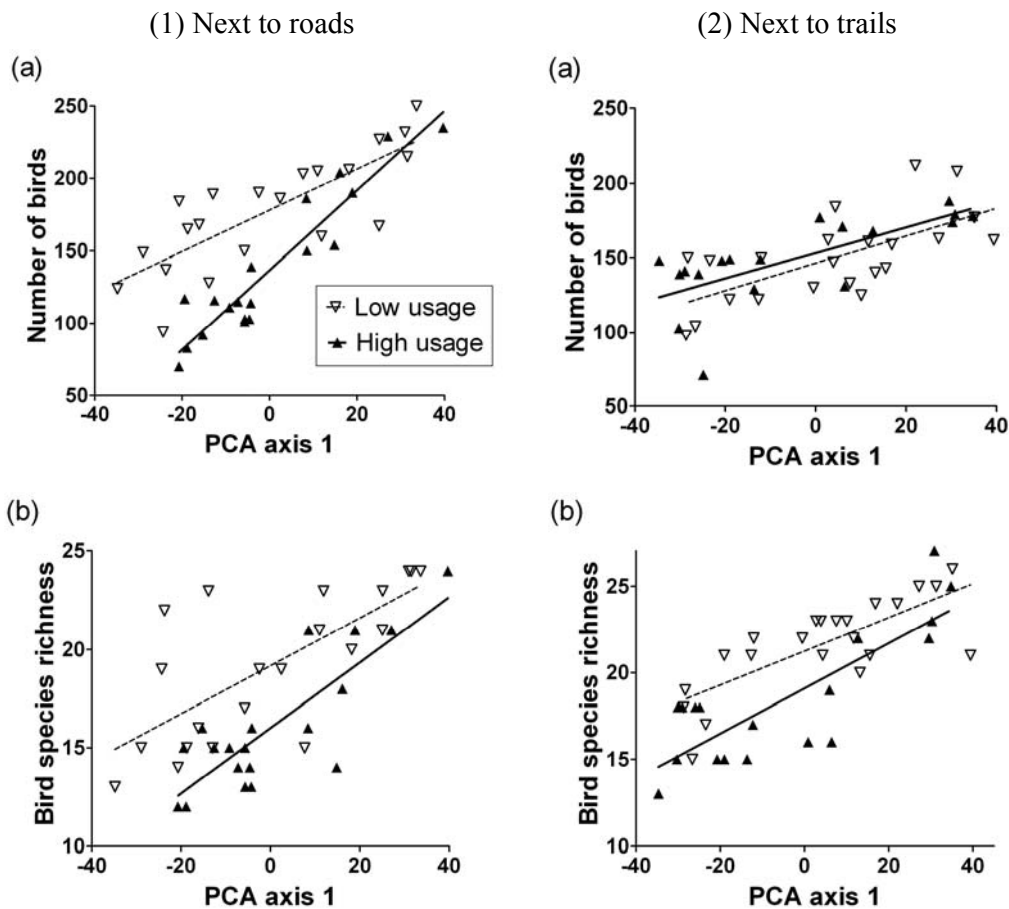 (1) Next to roads
(2) Next to trails
(a)
Number of birds
250
200
150
100
50
-40
-20
0
20
40
PCA axis 1
Low usage
High usage
(a)
Number of birds
250
200
150
100
50
-40
-20
0
20
40
PCA axis 1
(b)
Bird species richness
25
20
15
10
-40
-20
0
20
40
PCA axis 1
(b)
Bird species richness
25
20
15
10
-40
-20
0
20
40
PCA axis 1